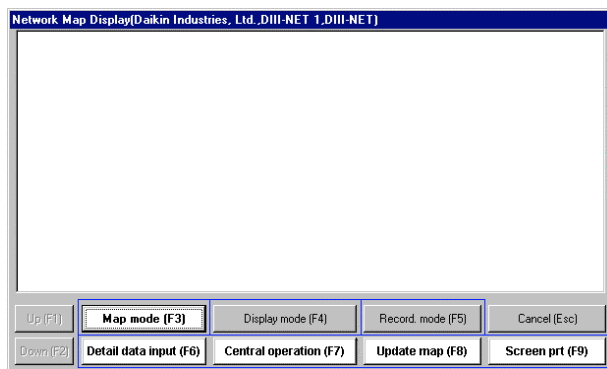 Network Map Display(Daikin Industries, Ltd.,DIII-NET 1,DIII-NET)
Up (F1) Map mode (F3) Display mode (F4) Record. mode (F5) Cancel (Esc)
Down (F2) Detail data input (F6) Central operation (F7) Update map (F8) Screen prt (F9)